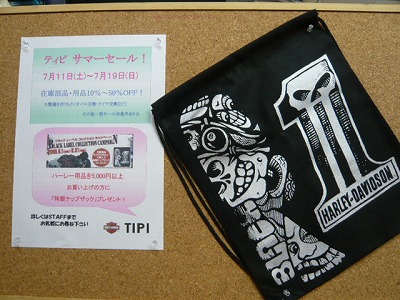 ティピ サマーセール！
7月11日(土)～7月19日(日)
在庫部品・用品10%～50%OFF！
BLACK LABEL COLLECTION CAMPAIGN
ハーレー用品を5,000円以上
お買い上げの方に
「特製ナップザック」プレゼント！
詳しくはSTAFFまで
お気軽にお尋ね下さい
TIPI
1
HARLEY-DAVIDSON